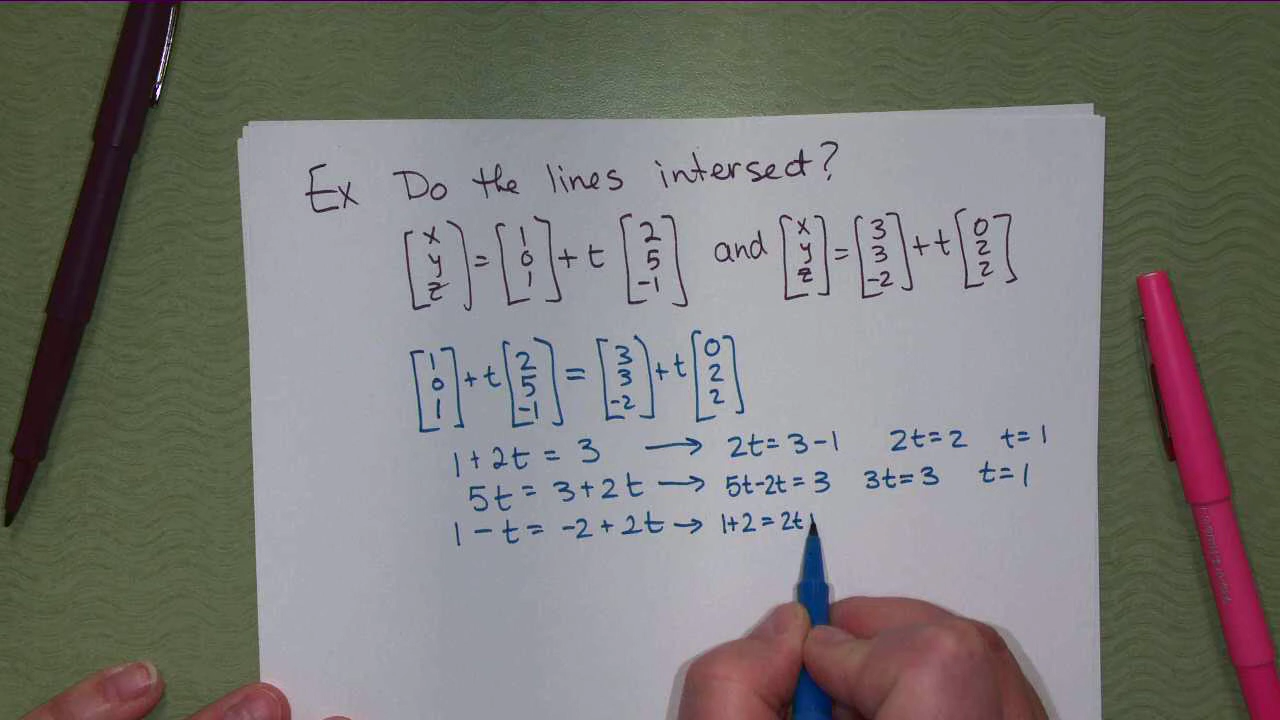 Ex Do the lines intersect?
[x y z] = [1 0 1] + t [2 5 -1] and [x y z] = [3 3 -2] + t [0 2 2]
[1 0 1] + t [2 5 -1] = [3 3 -2] + t [0 2 2]
1 + 2t = 3 → 2t = 3 - 1 2t = 2 t = 1
5t = 3 + 2t → 5t - 2t = 3 3t = 3 t = 1
1 - t = -2 + 2t → 1 + 2 = 2t